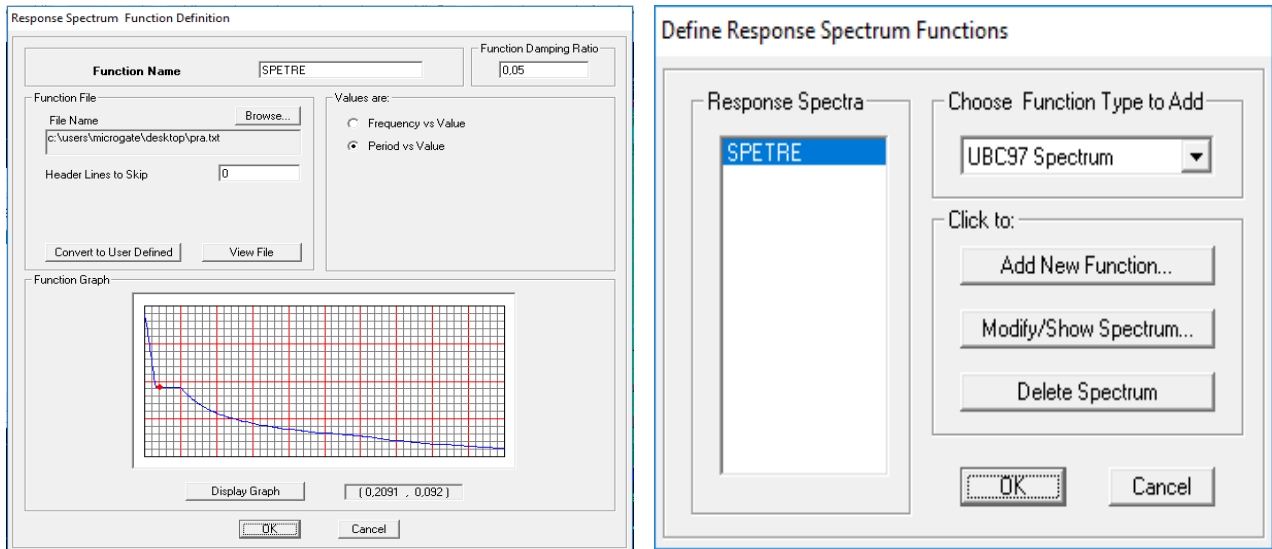 Response Spectrum Function Definition
Function Name
SPETRE
Function Damping Ratio
0,05
Function File
File Name
Browse...
c:\users\microgate\desktop\pra.txt
Header Lines to Skip
0
Convert to User Defined
View File
Values are:
Frequency vs Value
Period vs Value
Function Graph
Display Graph
( 0,2091 , 0,092 )
OK
Cancel
Define Response Spectrum Functions
Response Spectra
SPETRE
Choose Function Type to Add
UBC97 Spectrum
Click to:
Add New Function...
Modify/Show Spectrum...
Delete Spectrum
OK
Cancel